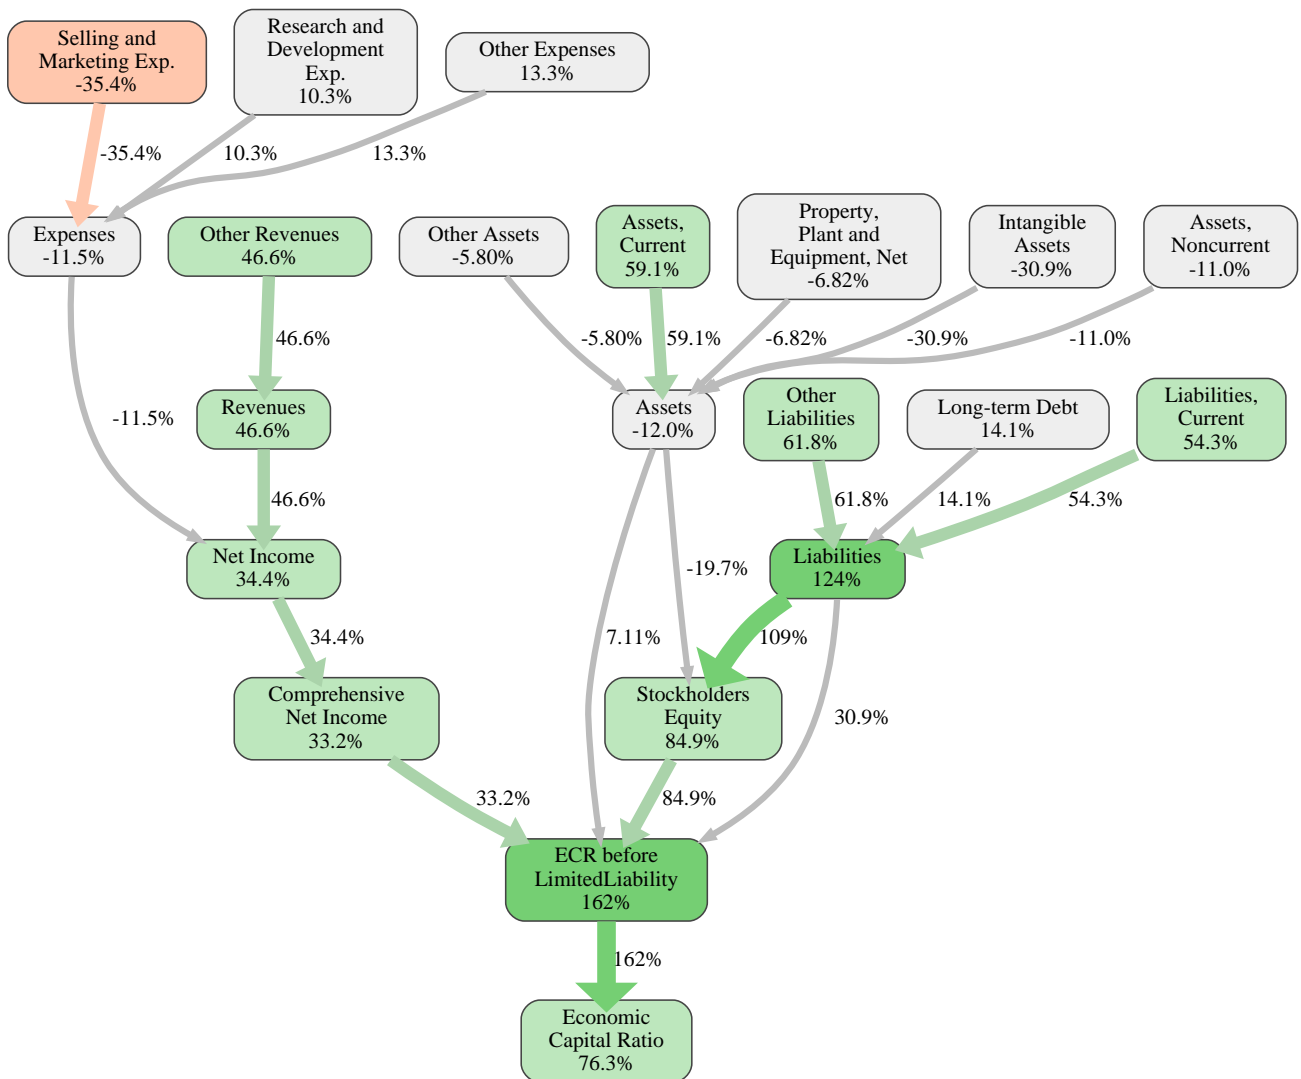 Selling and
Marketing Exp.
-35.4%
Research and
Development
Exp.
10.3%
Other Expenses
13.3%
-35.4%
10.3%
13.3%
Expenses
-11.5%
Other Revenues
46.6%
Other Assets
-5.80%
Assets,
Current
59.1%
Property,
Plant and
Equipment, Net
-6.82%
Intangible
Assets
-30.9%
Assets,
Noncurrent
-11.0%
46.6%
-5.80%
59.1%
-6.82%
-30.9%
-11.0%
-11.5%
Revenues
46.6%
Assets
-12.0%
Other
Liabilities
61.8%
Long-term Debt
14.1%
Liabilities,
Current
54.3%
46.6%
61.8%
14.1%
54.3%
Net Income
34.4%
-19.7%
Liabilities
124%
34.4%
7.11%
109%
Comprehensive
Net Income
33.2%
Stockholders
Equity
84.9%
30.9%
33.2%
84.9%
ECR before
LimitedLiability
162%
162%
Economic
Capital Ratio
76.3%